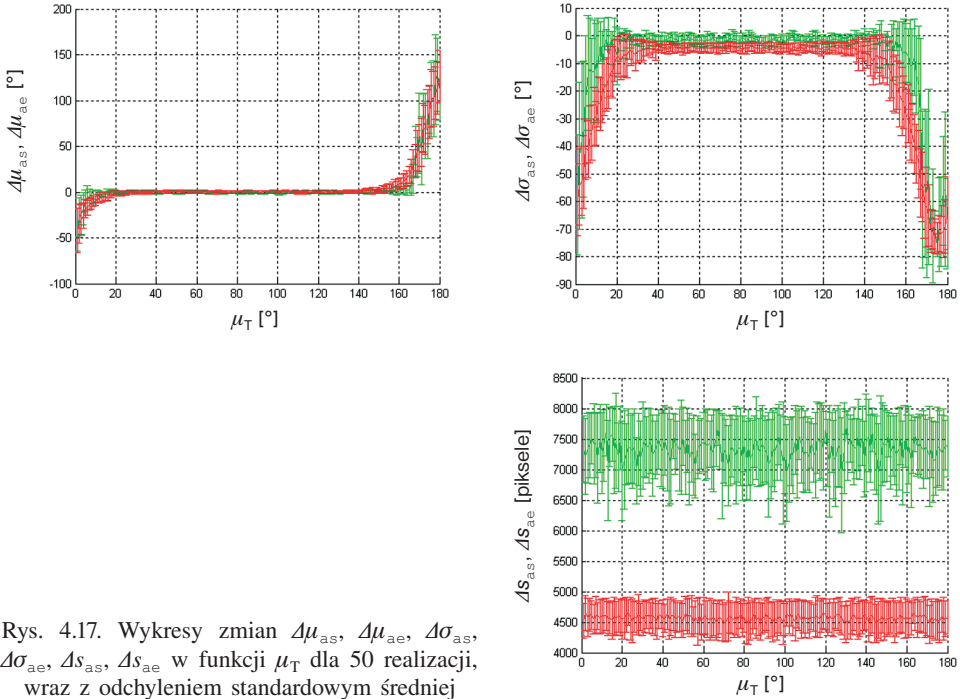 200
150
100
50
0
-50
-100
0 20 40 60 80 100 120 140 160 180
Δμas, Δμae [°]
μT [°]
10
0
-10
-20
-30
-40
-50
-60
-70
-80
-90
0 20 40 60 80 100 120 140 160 180
Δσas, Δσae [°]
μT [°]
8500
8000
7500
7000
6500
6000
5500
5000
4500
4000
0 20 40 60 80 100 120 140 160 180
Δsas, Δsae [piksele]
μT [°]
Rys. 4.17. Wykresy zmian Δμas, Δμae, Δσas,
Δσae, Δsas, Δsae w funkcji μT dla 50 realizacji,
wraz z odchyleniem standardowym średniej